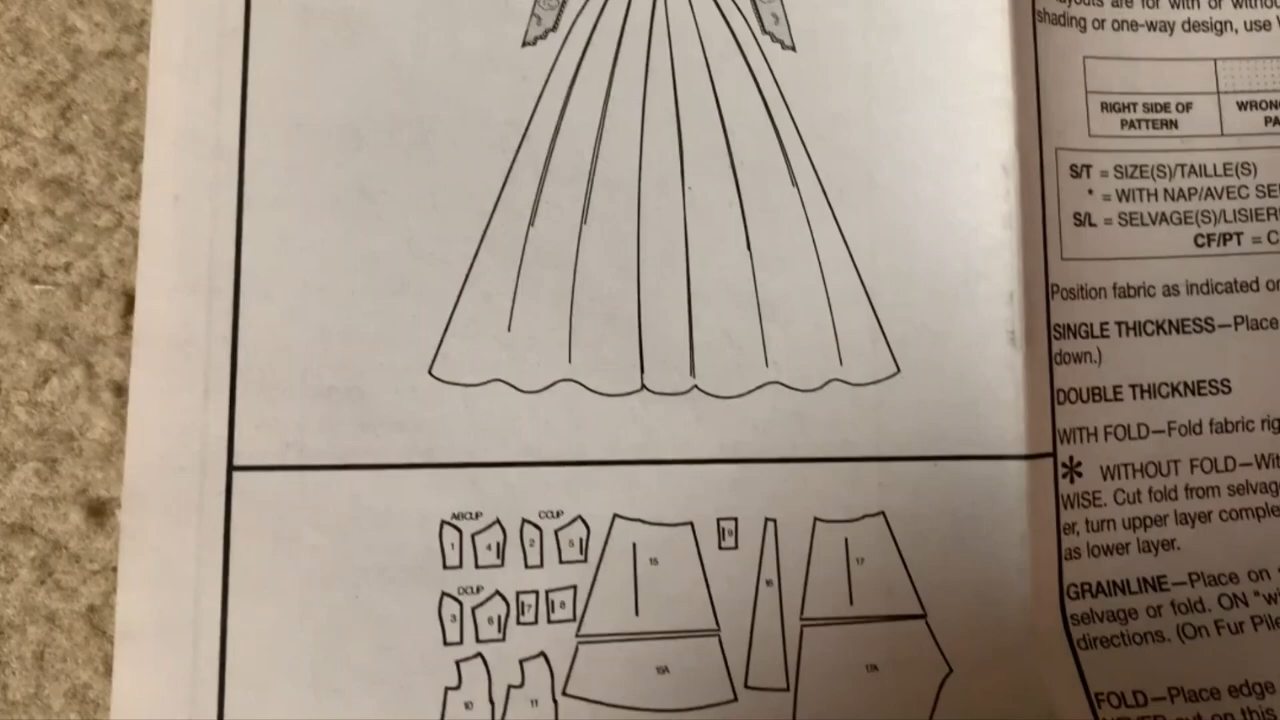 shading or one-way design, use
RIGHT SIDE OF
PATTERN
S/T = SIZE(S)/TAILLE(S)
* = WITH NAP/AVEC
S/L = SELVAGE(S)/LISIER
CF/PT = C
Position fabric as indicated
SINGLE THICKNESS—Place
down.)
DOUBLE THICKNESS
WITH FOLD—Fold fabric
* WITHOUT FOLD—
WISE. Cut fold from
er, turn upper layer
as lower layer.
GRAINLINE—Place on
selvage or fold. ON
directions. (On Fur
FOLD—Place edge
on this
ABCUP
CCUP
1
4
2
5
15
9
16
17
DCUP
3
6
7
8
10
11
15A
17A